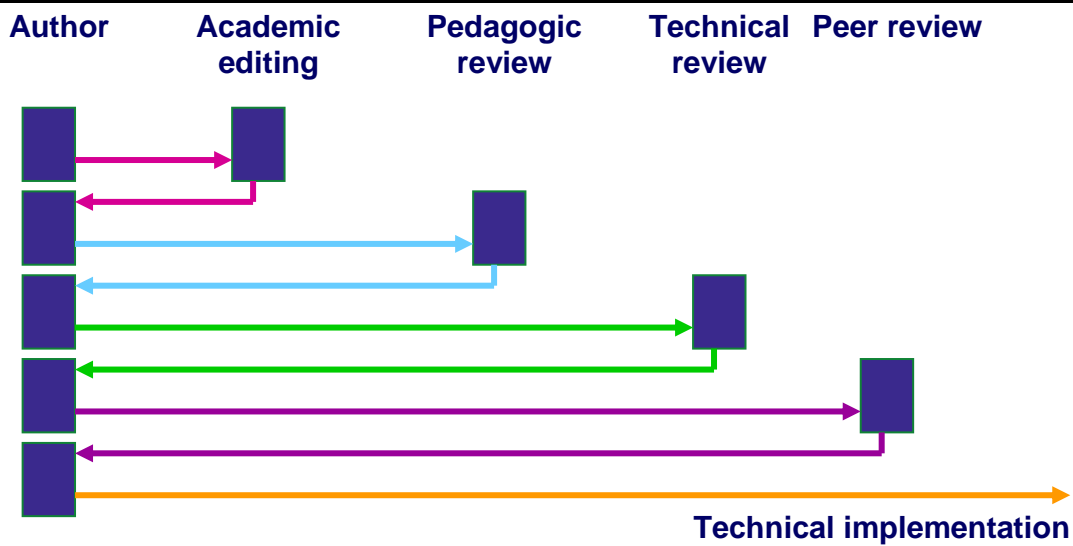 Author
Academic
editing
Pedagogic
review
Technical
review
Peer review
Technical implementation